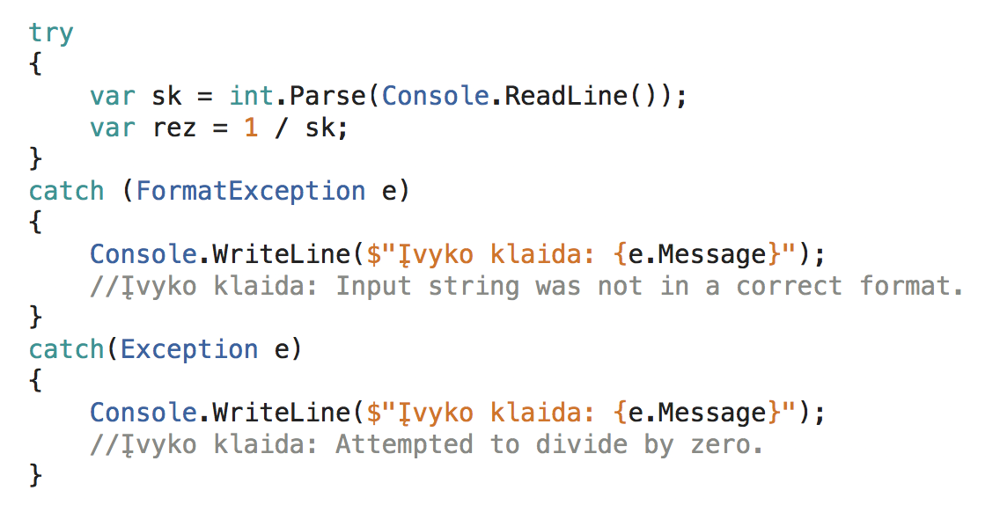 try
{
    var sk = int.Parse(Console.ReadLine());
    var rez = 1 / sk;
}
catch (FormatException e)
{
    Console.WriteLine($"Įvyko klaida: {e.Message}");
    //Įvyko klaida: Input string was not in a correct format.
}
catch(Exception e)
{
    Console.WriteLine($"Įvyko klaida: {e.Message}");
    //Įvyko klaida: Attempted to divide by zero.
}